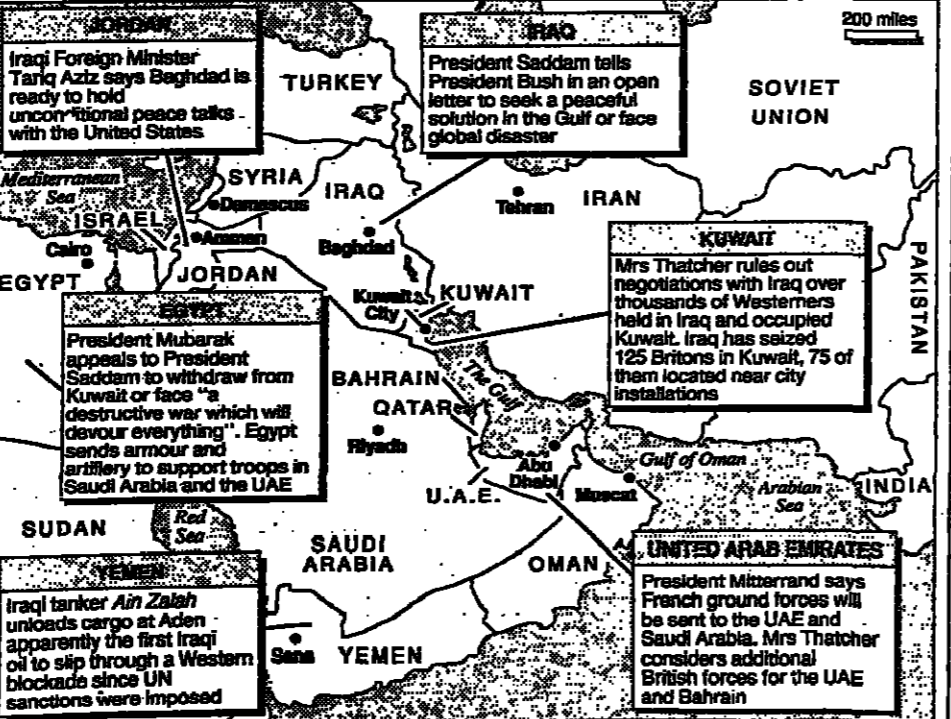 JORDAN
Iraqi Foreign Minister
Tariq Aziz says Baghdad is
ready to hold
unconditional peace talks
with the United States
IRAQ
President Saddam tells
President Bush in an open
letter to seek a peaceful
solution in the Gulf or face
global disaster
200 miles
TURKEY
SOVIET
UNION
Mediterranean
Sea
SYRIA
Damascus
IRAQ
Tehran
IRAN
ISRAEL
Cairo
Amman
Baghdad
EGYPT
JORDAN
PAKISTAN
KUWAIT
Mrs Thatcher rules out
negotiations with Iraq over
thousands of Westerners
held in Iraq and occupied
Kuwait. Iraq has seized
125 Britons in Kuwait, 75 of
them located near city
installations
Kuwait
City
KUWAIT
EGYPT
President Mubarak
appeals to President
Saddam to withdraw from
Kuwait or face "a
destructive war which will
devour everything". Egypt
sends armour and
artillery to support troops in
Saudi Arabia and the UAE
BAHRAIN
The Gulf
QATAR
Riyadh
Abu
Dhabi
Gulf of Oman
U.A.E.
Muscat
Arabian
Sea
INDIA
SUDAN
Red
Sea
SAUDI
ARABIA
OMAN
YEMEN
Iraqi tanker Ain Zalah
unloads cargo at Aden
apparently the first Iraqi
oil to slip through a Western
blockade since UN
sanctions were imposed
Sana
YEMEN
UNITED ARAB EMIRATES
President Mitterrand says
French ground forces will
be sent to the UAE and
Saudi Arabia. Mrs Thatcher
considers additional
British forces for the UAE
and Bahrain